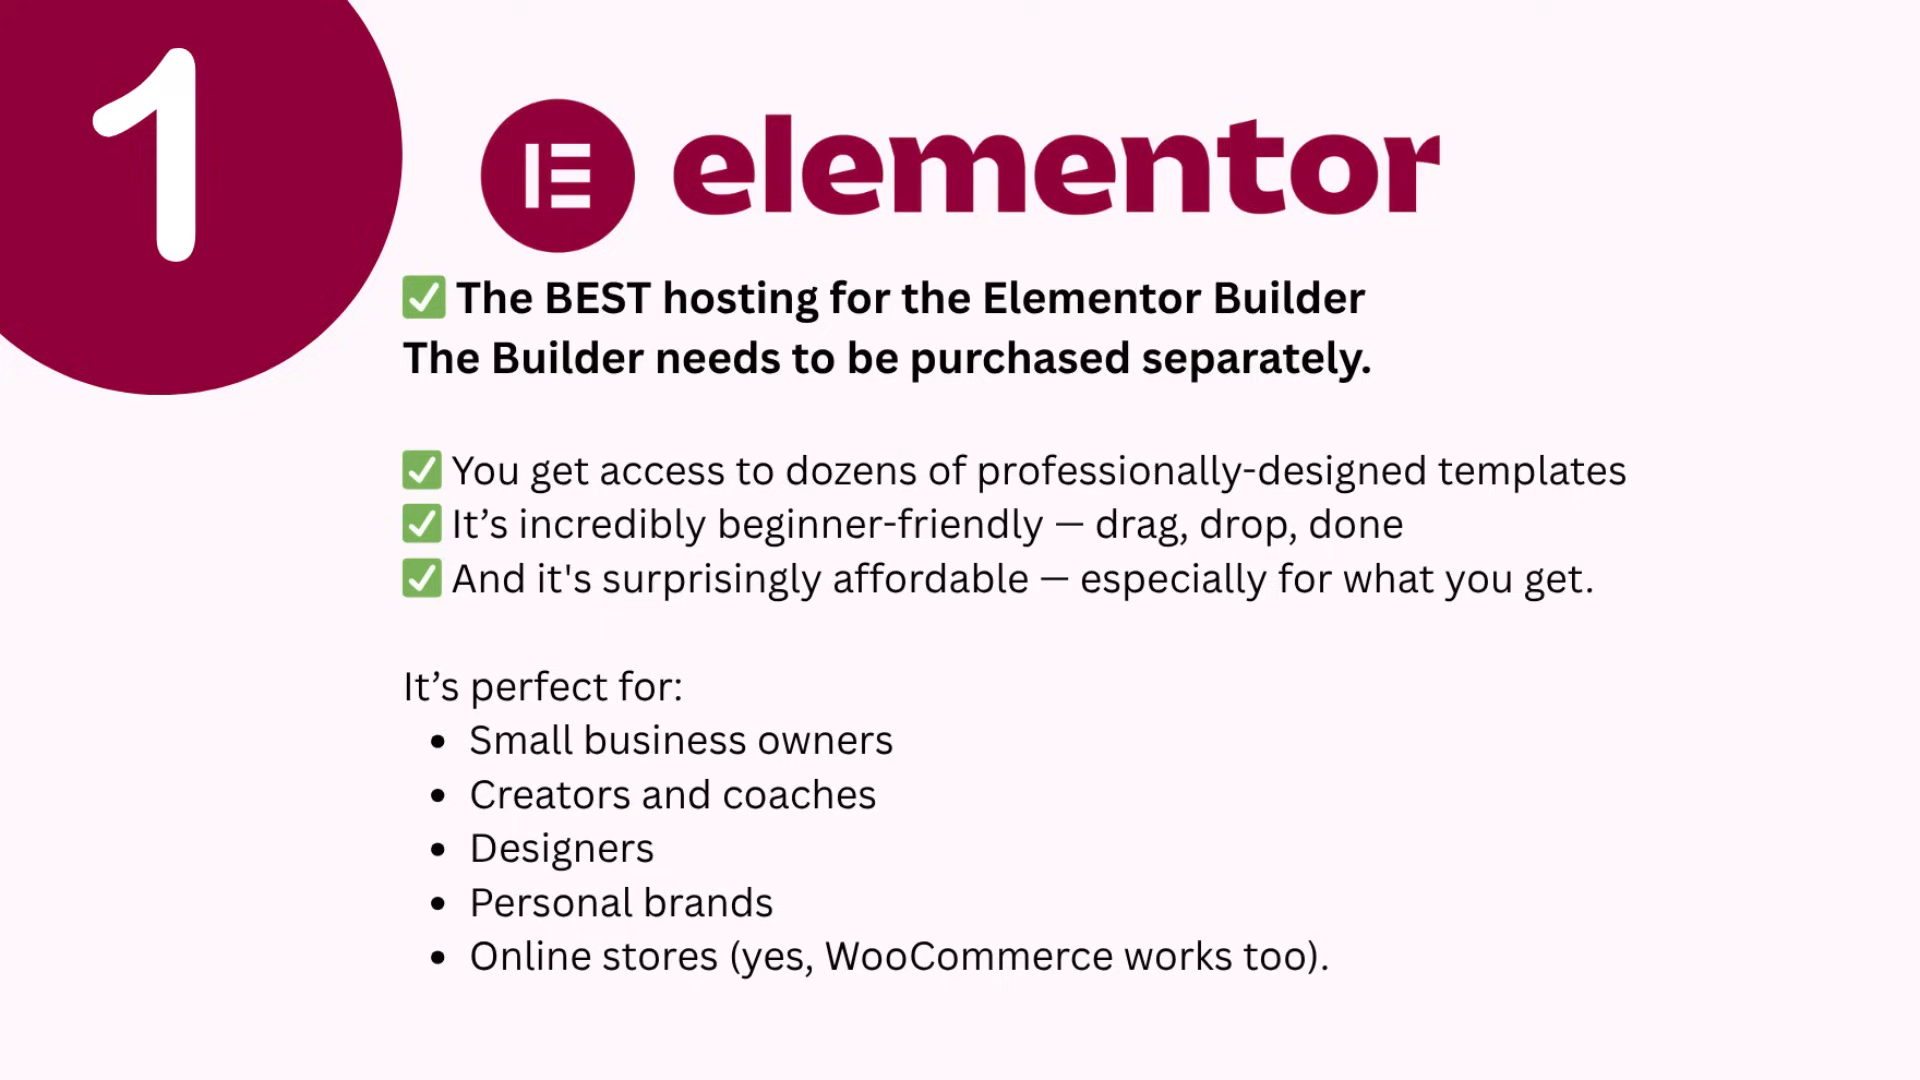 1
elementor
✅ The BEST hosting for the Elementor Builder
The Builder needs to be purchased separately.
✅ You get access to dozens of professionally-designed templates
✅ It’s incredibly beginner-friendly — drag, drop, done
✅ And it's surprisingly affordable — especially for what you get.
It’s perfect for:
• Small business owners
• Creators and coaches
• Designers
• Personal brands
• Online stores (yes, WooCommerce works too).